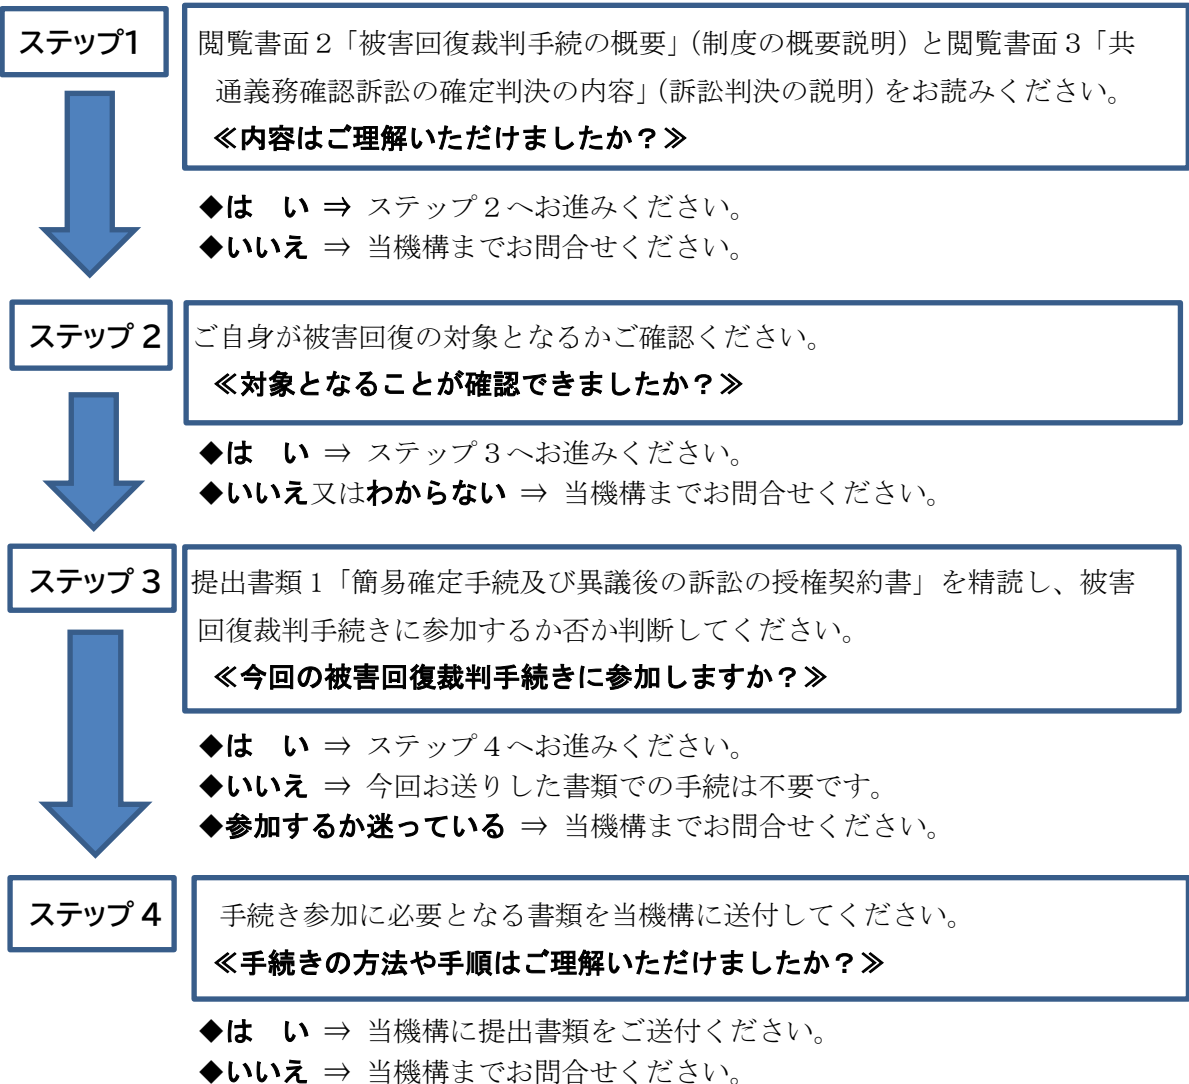 ステップ1
閲覧書面２「被害回復裁判手続の概要」（制度の概要説明）と閲覧書面３「共
通義務確認訴訟の確定判決の内容」（訴訟判決の説明）をお読みください。
≪内容はご理解いただけましたか？≫
◆は　い ⇒ ステップ２へお進みください。
◆いいえ ⇒ 当機構までお問合せください。
ステップ 2
ご自身が被害回復の対象となるかご確認ください。
≪対象となることが確認できましたか？≫
◆は　い ⇒ ステップ３へお進みください。
◆いいえ又はわからない ⇒ 当機構までお問合せください。
ステップ 3
提出書類１「簡易確定手続及び異議後の訴訟の授権契約書」を精読し、被害
回復裁判手続きに参加するか否か判断してください。
≪今回の被害回復裁判手続きに参加しますか？≫
◆は　い ⇒ ステップ４へお進みください。
◆いいえ ⇒ 今回お送りした書類での手続は不要です。
◆参加するか迷っている ⇒ 当機構までお問合せください。
ステップ 4
手続き参加に必要となる書類を当機構に送付してください。
≪手続きの方法や手順はご理解いただけましたか？≫
◆は　い ⇒ 当機構に提出書類をご送付ください。
◆いいえ ⇒ 当機構までお問合せください。